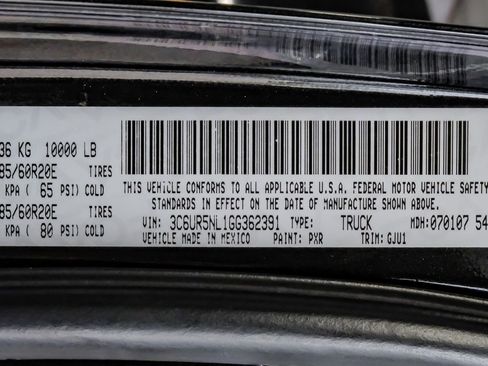 36 KG 10000 LB
85/60R20E TIRES
KPA ( 65 PSI) COLD
85/60R20E TIRES
KPA ( 80 PSI) COLD
THIS VEHICLE CONFORMS TO ALL APPLICABLE U.S.A. FEDERAL MOTOR VEHICLE SAFETY
STANDARDS IN EFFECT ON THE DATE OF MANUFACTURE SHOWN ABOVE.
VIN: 3C6UR5NL1GG362391 TYPE: TRUCK MDH: 070107 54
VEHICLE MADE IN MEXICO PAINT: PXR TRIM: GJU1